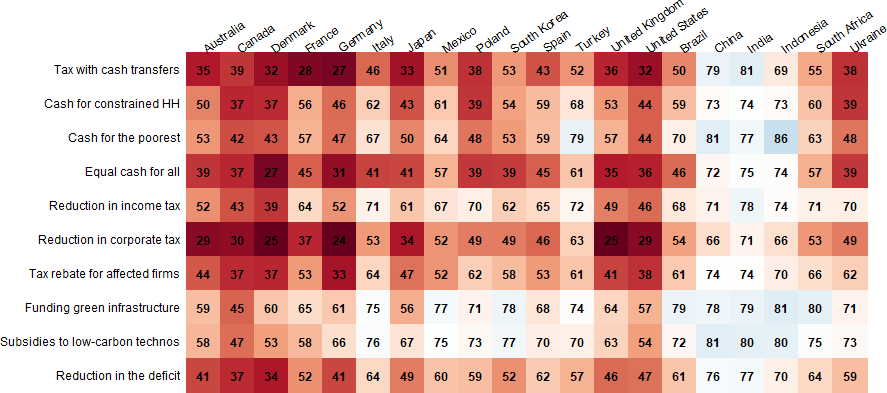 Australia Canada Denmark France Germany Italy Japan Mexico Poland South Korea Spain Turkey United Kingdom United States Brazil China India Indonesia South Africa Ukraine
Tax with cash transfers 35 39 32 28 27 46 33 51 38 53 43 52 36 32 50 79 81 69 55 38
Cash for constrained HH 50 37 37 56 46 62 43 61 39 54 59 68 53 44 59 73 74 73 60 39
Cash for the poorest 53 42 43 57 47 67 50 64 48 53 59 79 57 44 70 81 77 86 63 48
Equal cash for all 39 37 27 45 31 41 41 57 39 39 45 61 35 36 46 72 75 74 57 39
Reduction in income tax 52 43 39 64 52 71 61 67 70 62 65 72 49 46 68 71 78 74 71 70
Reduction in corporate tax 29 30 25 37 24 53 34 52 49 49 46 63 25 29 54 66 71 66 53 49
Tax rebate for affected firms 44 37 37 53 33 64 47 52 62 58 53 61 41 38 61 74 74 70 66 62
Funding green infrastructure 59 45 60 65 61 75 56 77 71 78 68 74 64 57 79 78 79 81 80 71
Subsidies to low-carbon technos 58 47 53 58 66 76 67 75 73 77 70 70 63 54 72 81 80 80 75 73
Reduction in the deficit 41 37 34 52 41 64 49 60 59 52 62 57 46 47 61 76 77 70 64 59